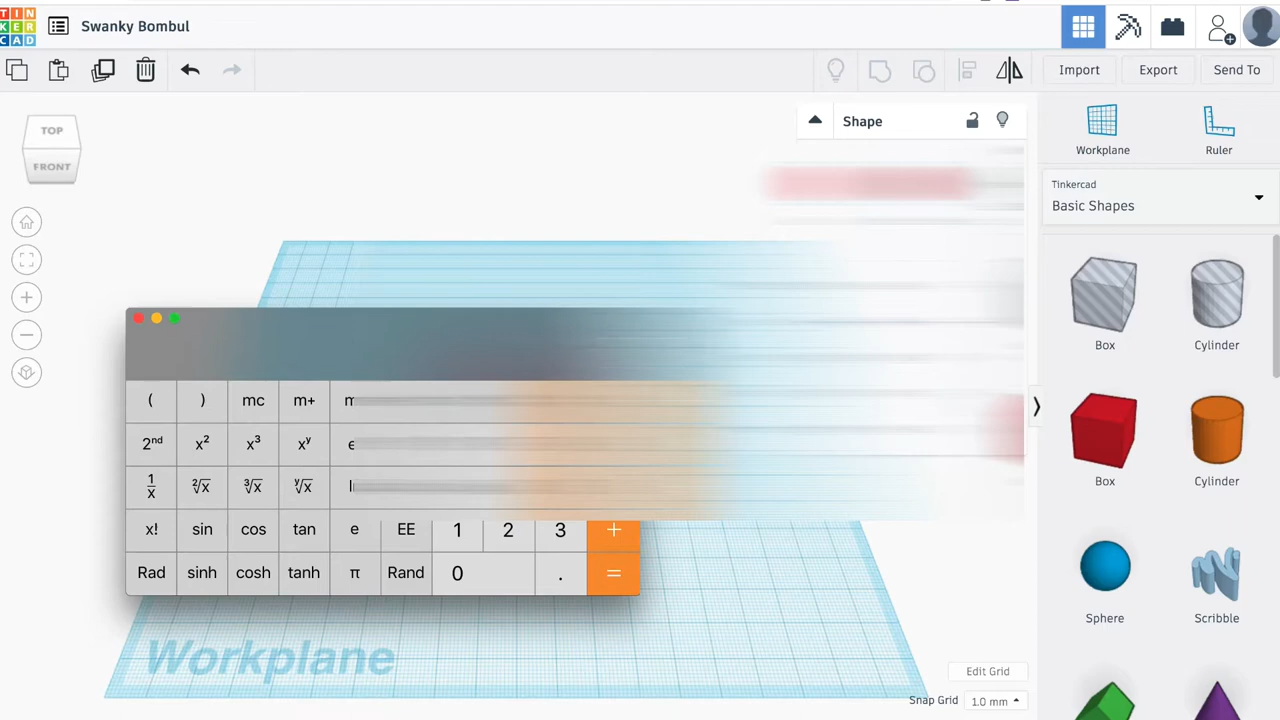 TIN
KER
CAD
Swanky Bombul
Import
Export
Send To
TOP
FRONT
Shape
Workplane
Ruler
Tinkercad
Basic Shapes
Box
Cylinder
Box
Cylinder
Sphere
Scribble
( ) mc m+
2nd x² x³ xʸ
1/x ²√x ³√x ʸ√x
x! sin cos tan e EE 1 2 3 +
Rad sinh cosh tanh π Rand 0 . =
Workplane
Edit Grid
Snap Grid 1.0 mm